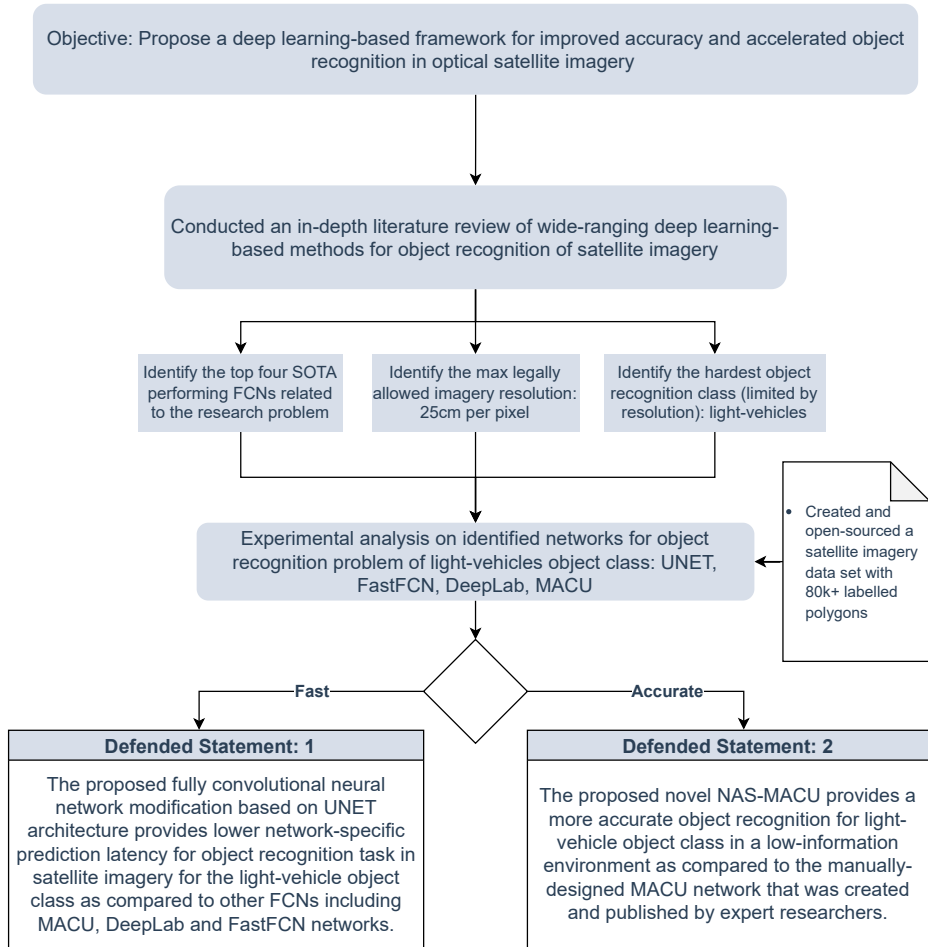 Objective: Propose a deep learning-based framework for improved accuracy and accelerated object
recognition in optical satellite imagery
Conducted an in-depth literature review of wide-ranging deep learning-
based methods for object recognition of satellite imagery
Identify the top four SOTA
performing FCNs related
to the research problem
Identify the max legally
allowed imagery resolution:
25cm per pixel
Identify the hardest object
recognition class (limited by
resolution): light-vehicles
Experimental analysis on identified networks for object
recognition problem of light-vehicles object class: UNET,
FastFCN, DeepLab, MACU
• Created and
open-sourced a
satellite imagery
data set with
80k+ labelled
polygons
Fast
Accurate
Defended Statement: 1
The proposed fully convolutional neural
network modification based on UNET
architecture provides lower network-specific
prediction latency for object recognition task in
satellite imagery for the light-vehicle object
class as compared to other FCNs including
MACU, DeepLab and FastFCN networks.
Defended Statement: 2
The proposed novel NAS-MACU provides a
more accurate object recognition for light-
vehicle object class in a low-information
environment as compared to the manually-
designed MACU network that was created
and published by expert researchers.